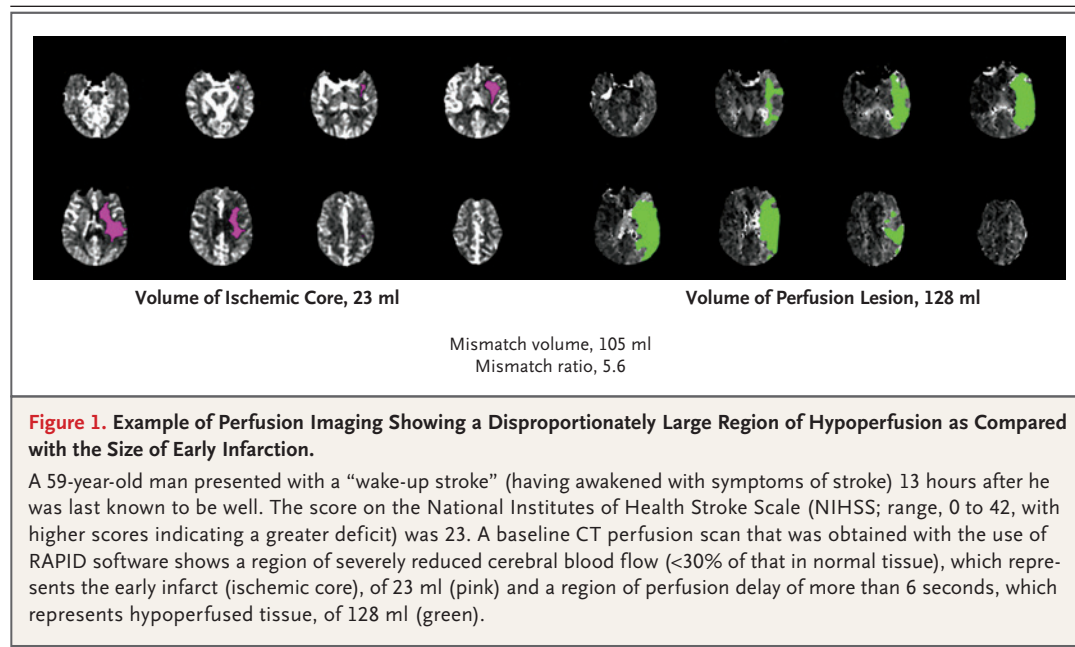 Volume of Ischemic Core, 23 ml
Volume of Perfusion Lesion, 128 ml
Mismatch volume, 105 ml
Mismatch ratio, 5.6
Figure 1. Example of Perfusion Imaging Showing a Disproportionately Large Region of Hypoperfusion as Compared
with the Size of Early Infarction.
A 59-year-old man presented with a “wake-up stroke” (having awakened with symptoms of stroke) 13 hours after he
was last known to be well. The score on the National Institutes of Health Stroke Scale (NIHSS; range, 0 to 42, with
higher scores indicating a greater deficit) was 23. A baseline CT perfusion scan that was obtained with the use of
RAPID software shows a region of severely reduced cerebral blood flow (<30% of that in normal tissue), which repre-
sents the early infarct (ischemic core), of 23 ml (pink) and a region of perfusion delay of more than 6 seconds, which
represents hypoperfused tissue, of 128 ml (green).